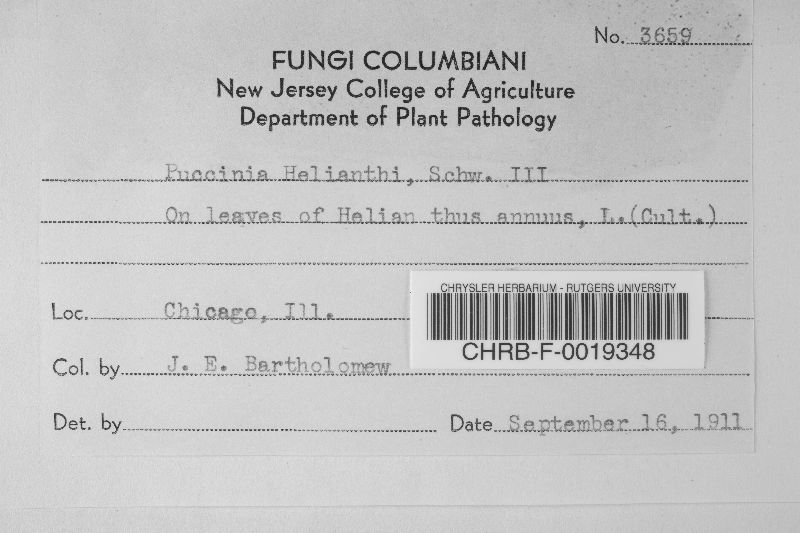 No. 3659
FUNGI COLUMBIANI
New Jersey College of Agriculture
Department of Plant Pathology
Puccinia Helianthi, Schw. III
On leaves of Helian thus annuus, L.(Cult.)
CHRYSLER HERBARIUM - RUTGERS UNIVERSITY
CHRB-F-0019348
Loc. Chicago, Ill.
Col. by J. E. Bartholomew
Det. by
Date September 16, 1911